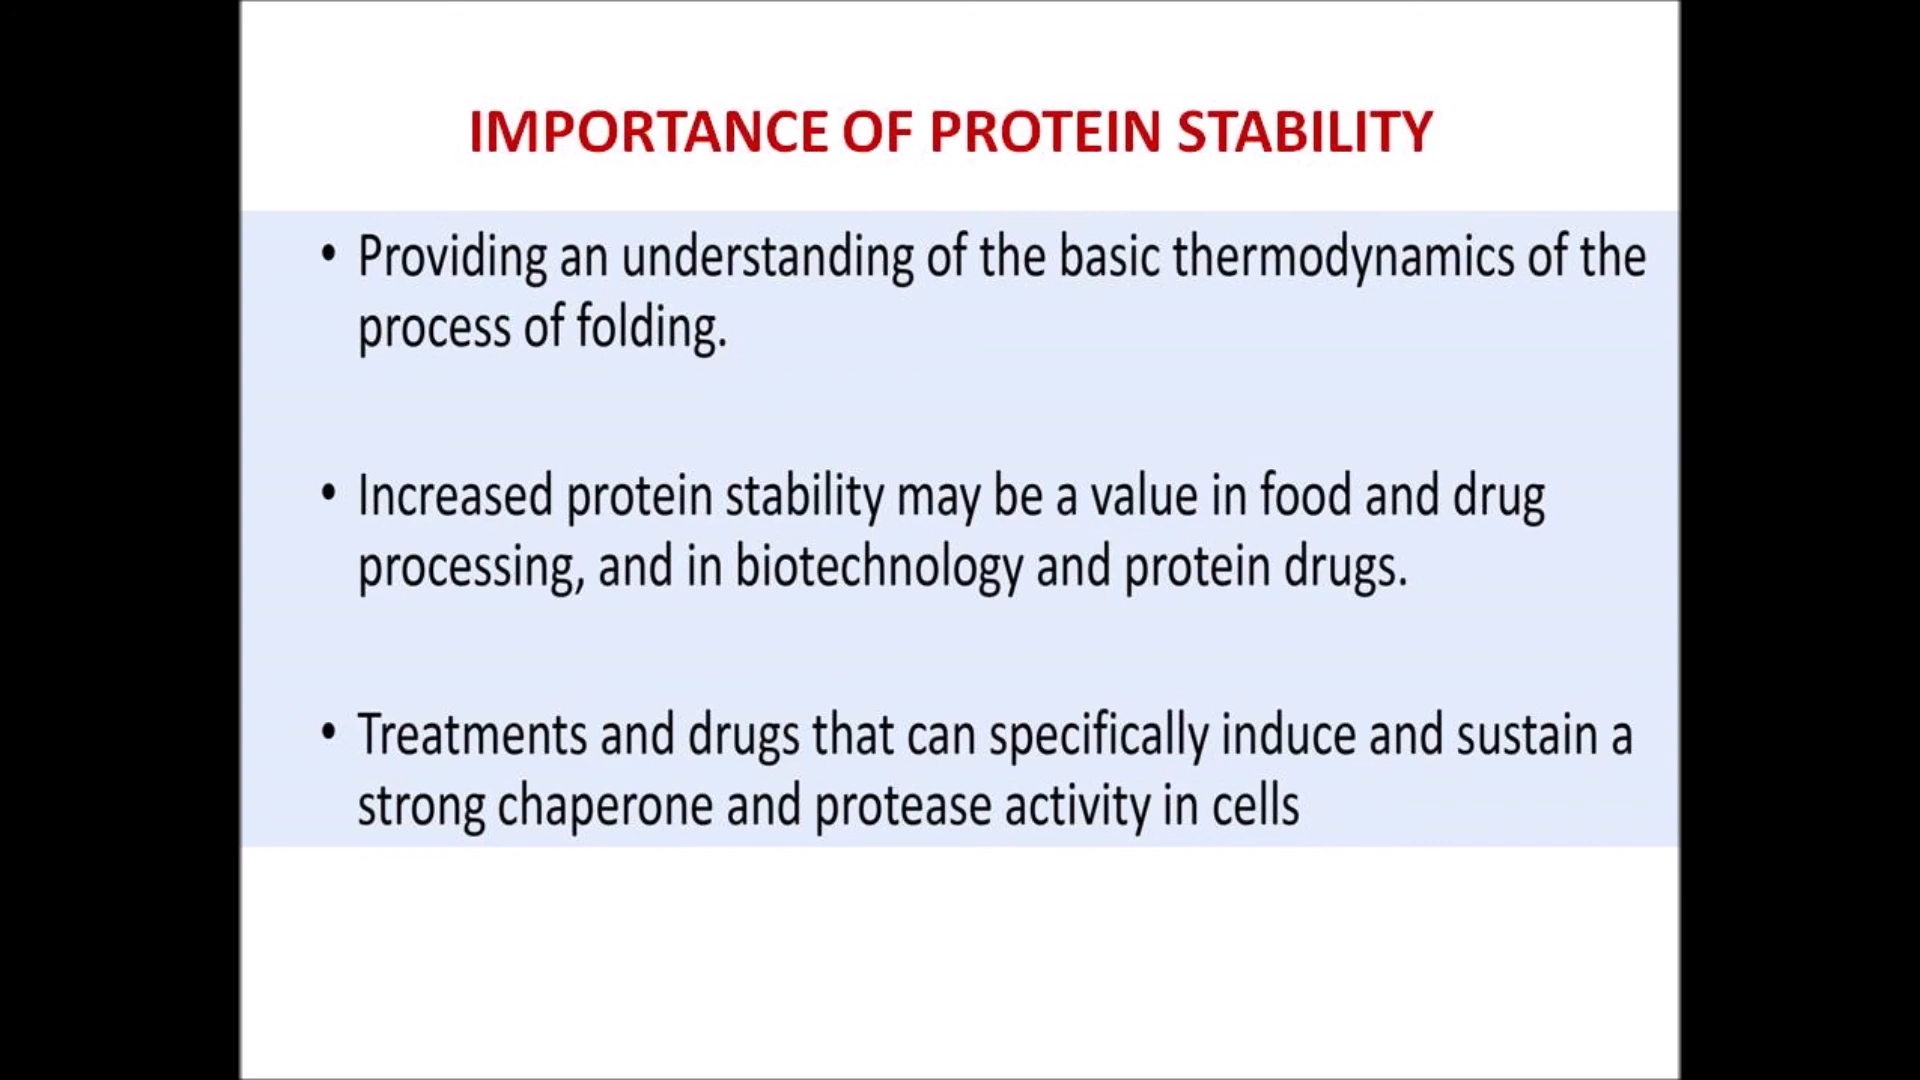 IMPORTANCE OF PROTEIN STABILITY
• Providing an understanding of the basic thermodynamics of the
process of folding.
• Increased protein stability may be a value in food and drug
processing, and in biotechnology and protein drugs.
• Treatments and drugs that can specifically induce and sustain a
strong chaperone and protease activity in cells